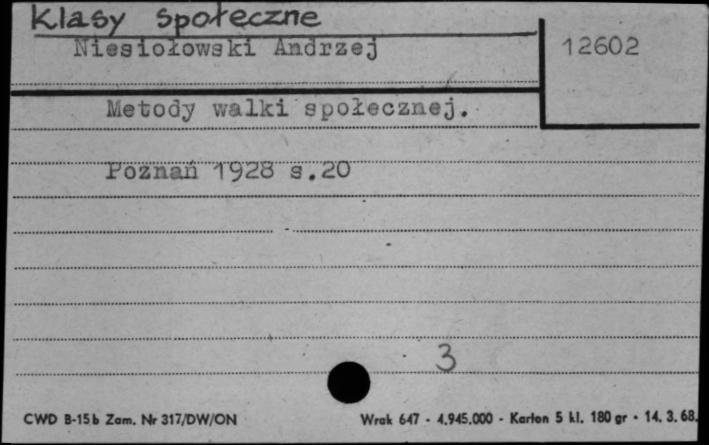 Klasy społeczne
Niesiołowski Andrzej
12602
Metody walki społecznej.
Poznań 1928 s.20
3
CWD B-15b Zam. Nr 317/DW/ON
Wrak 647 - 4.945.000 - Karton 5 kl. 180 gr - 14. 3. 68.